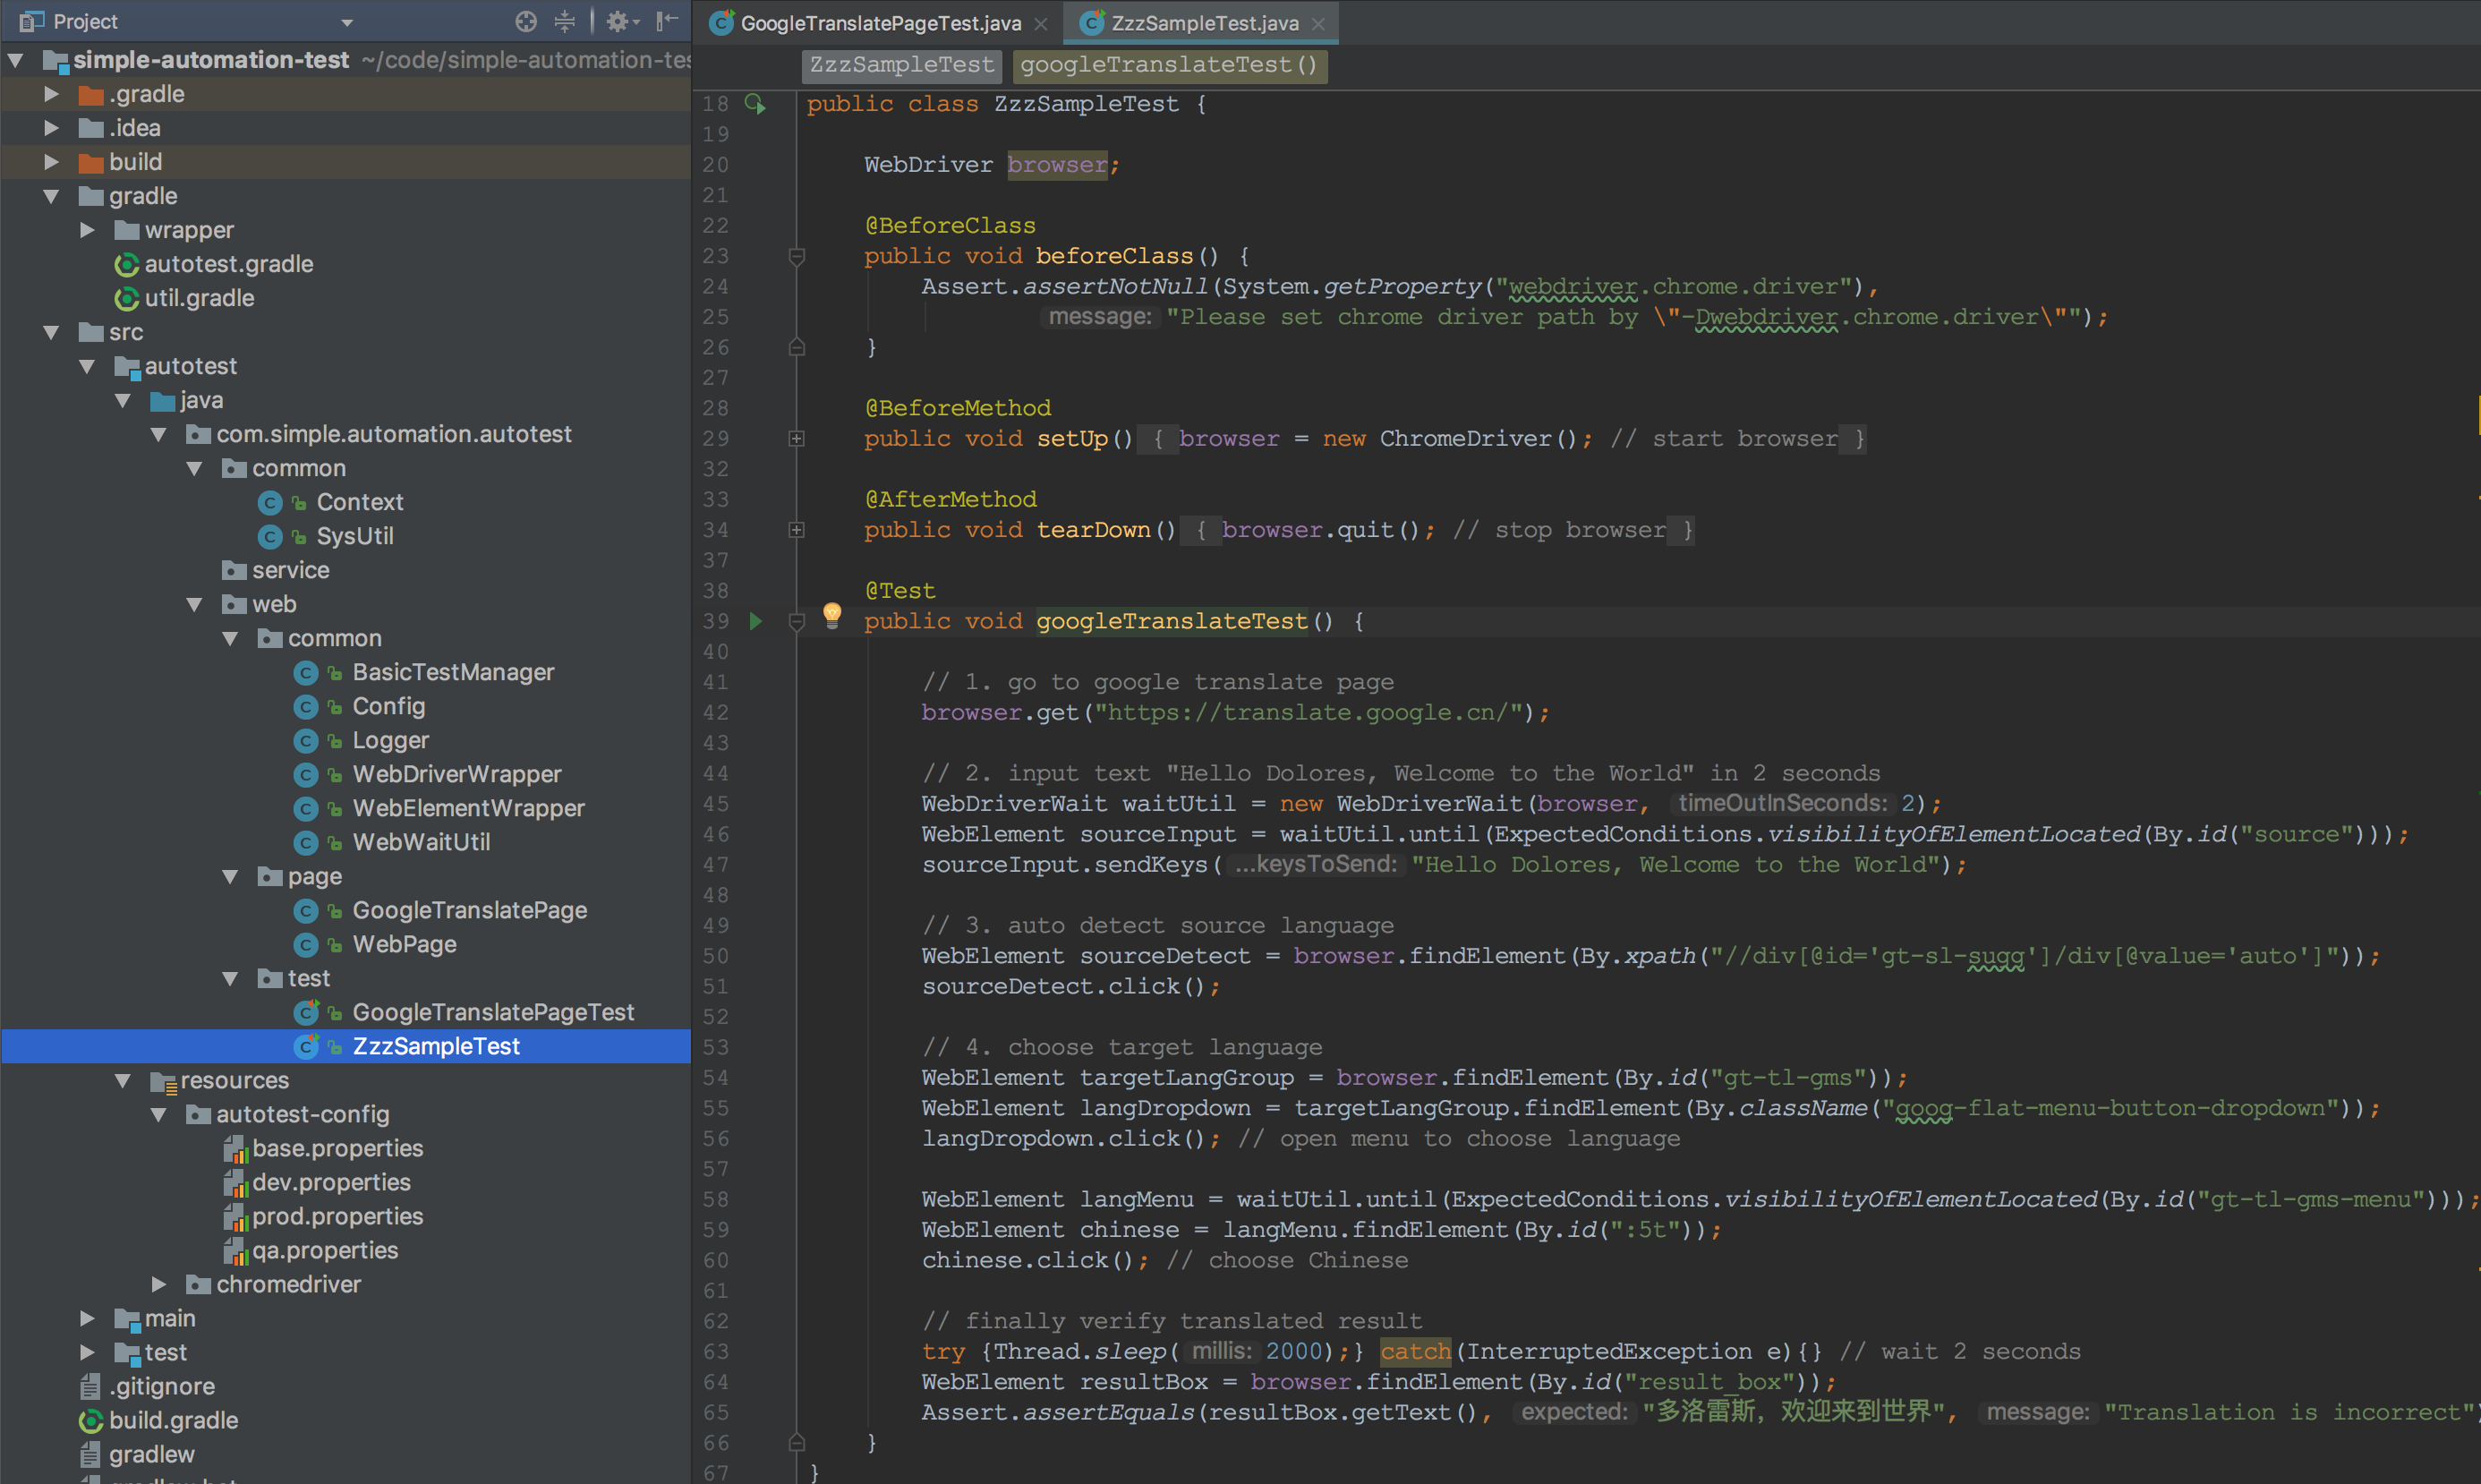 Project
simple-automation-test ~/code/simple-automation-tes
.gradle
.idea
build
gradle
wrapper
autotest.gradle
util.gradle
src
autotest
java
com.simple.automation.autotest
common
Context
SysUtil
service
web
common
BasicTestManager
Config
Logger
WebDriverWrapper
WebElementWrapper
WebWaitUtil
page
GoogleTranslatePage
WebPage
test
GoogleTranslatePageTest
ZzzSampleTest
resources
autotest-config
base.properties
dev.properties
prod.properties
qa.properties
chromedriver
main
test
.gitignore
build.gradle
gradlew
GoogleTranslatePageTest.java
ZzzSampleTest.java
ZzzSampleTest googleTranslateTest()
18 public class ZzzSampleTest {
19
20 WebDriver browser;
21
22 @BeforeClass
23 public void beforeClass() {
24 Assert.assertNotNull(System.getProperty("webdriver.chrome.driver"),
25 message: "Please set chrome driver path by \"-Dwebdriver.chrome.driver\"");
26 }
27
28 @BeforeMethod
29 public void setUp() { browser = new ChromeDriver(); // start browser }
32
33 @AfterMethod
34 public void tearDown() { browser.quit(); // stop browser }
37
38 @Test
39 public void googleTranslateTest() {
40
41 // 1. go to google translate page
42 browser.get("https://translate.google.cn/");
43
44 // 2. input text "Hello Dolores, Welcome to the World" in 2 seconds
45 WebDriverWait waitUtil = new WebDriverWait(browser, timeOutInSeconds: 2);
46 WebElement sourceInput = waitUtil.until(ExpectedConditions.visibilityOfElementLocated(By.id("source")));
47 sourceInput.sendKeys( ...keysToSend: "Hello Dolores, Welcome to the World");
48
49 // 3. auto detect source language
50 WebElement sourceDetect = browser.findElement(By.xpath("//div[@id='gt-sl-sugg']/div[@value='auto']"));
51 sourceDetect.click();
52
53 // 4. choose target language
54 WebElement targetLangGroup = browser.findElement(By.id("gt-tl-gms"));
55 WebElement langDropdown = targetLangGroup.findElement(By.className("goog-flat-menu-button-dropdown"));
56 langDropdown.click(); // open menu to choose language
57
58 WebElement langMenu = waitUtil.until(ExpectedConditions.visibilityOfElementLocated(By.id("gt-tl-gms-menu")));
59 WebElement chinese = langMenu.findElement(By.id(":5t"));
60 chinese.click(); // choose Chinese
61
62 // finally verify translated result
63 try {Thread.sleep( millis: 2000);} catch(InterruptedException e){} // wait 2 seconds
64 WebElement resultBox = browser.findElement(By.id("result_box"));
65 Assert.assertEquals(resultBox.getText(), expected: "多洛雷斯，欢迎来到世界", message: "Translation is incorrect")
66 }
67 }